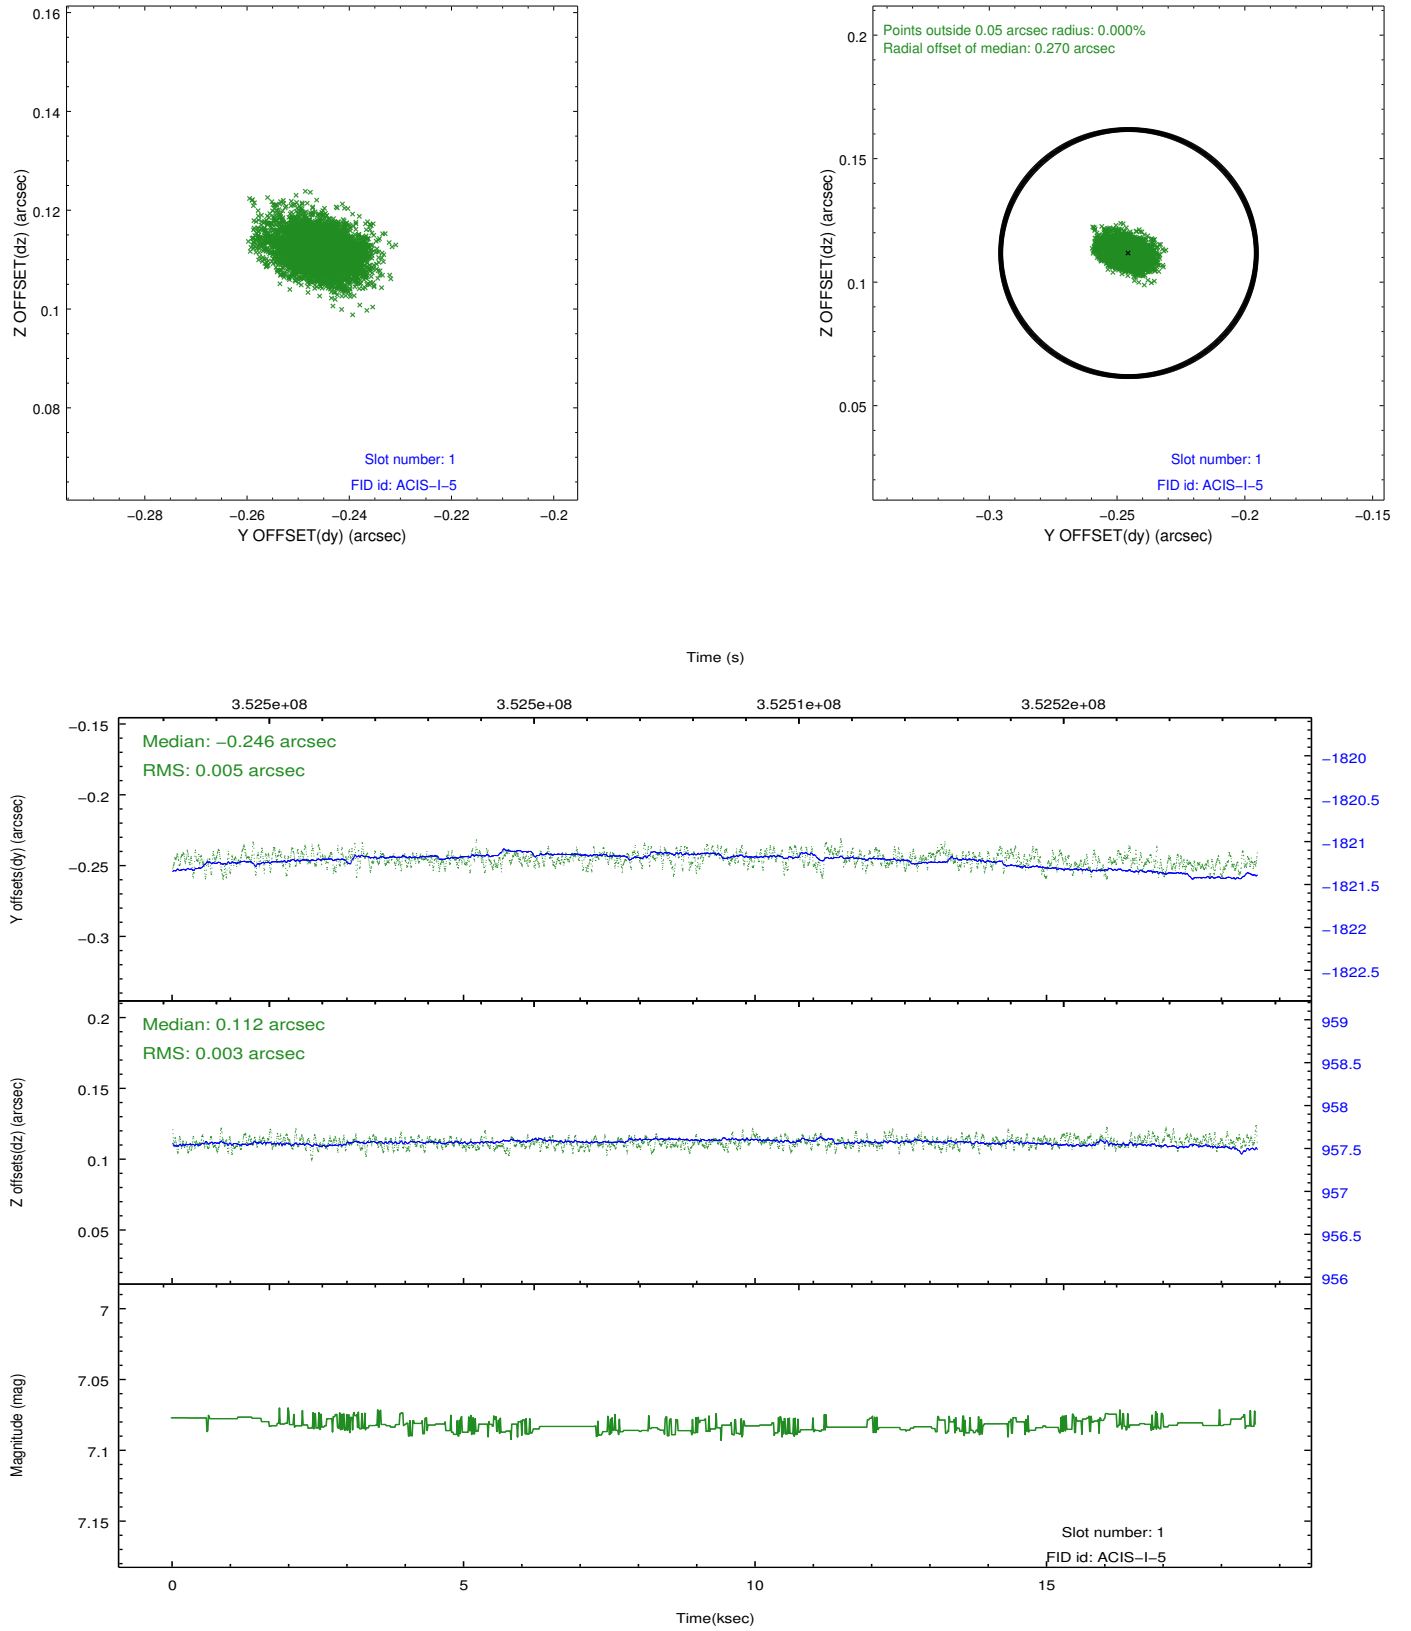 0.16
0.14
0.12
0.1
0.08
Z OFFSET(dz) (arcsec)
Slot number: 1
FID id: ACIS−I−5
−0.28 −0.26 −0.24 −0.22 −0.2
Y OFFSET(dy) (arcsec)
Points outside 0.05 arcsec radius: 0.000%
Radial offset of median: 0.270 arcsec
0.2
0.15
0.1
0.05
Z OFFSET(dz) (arcsec)
Slot number: 1
FID id: ACIS−I−5
−0.3 −0.25 −0.2 −0.15
Y OFFSET(dy) (arcsec)
Time (s)
3.525e+08 3.525e+08 3.5251e+08 3.5252e+08
Median: −0.246 arcsec
RMS: 0.005 arcsec
−0.15
−0.2
−0.25
−0.3
Y offsets(dy) (arcsec)
−1820
−1820.5
−1821
−1821.5
−1822
−1822.5
Median: 0.112 arcsec
RMS: 0.003 arcsec
0.2
0.15
0.1
0.05
Z offsets(dz) (arcsec)
959
958.5
958
957.5
957
956.5
956
7
7.05
7.1
7.15
Magnitude (mag)
Slot number: 1
FID id: ACIS−I−5
0 5 10 15
Time(ksec)